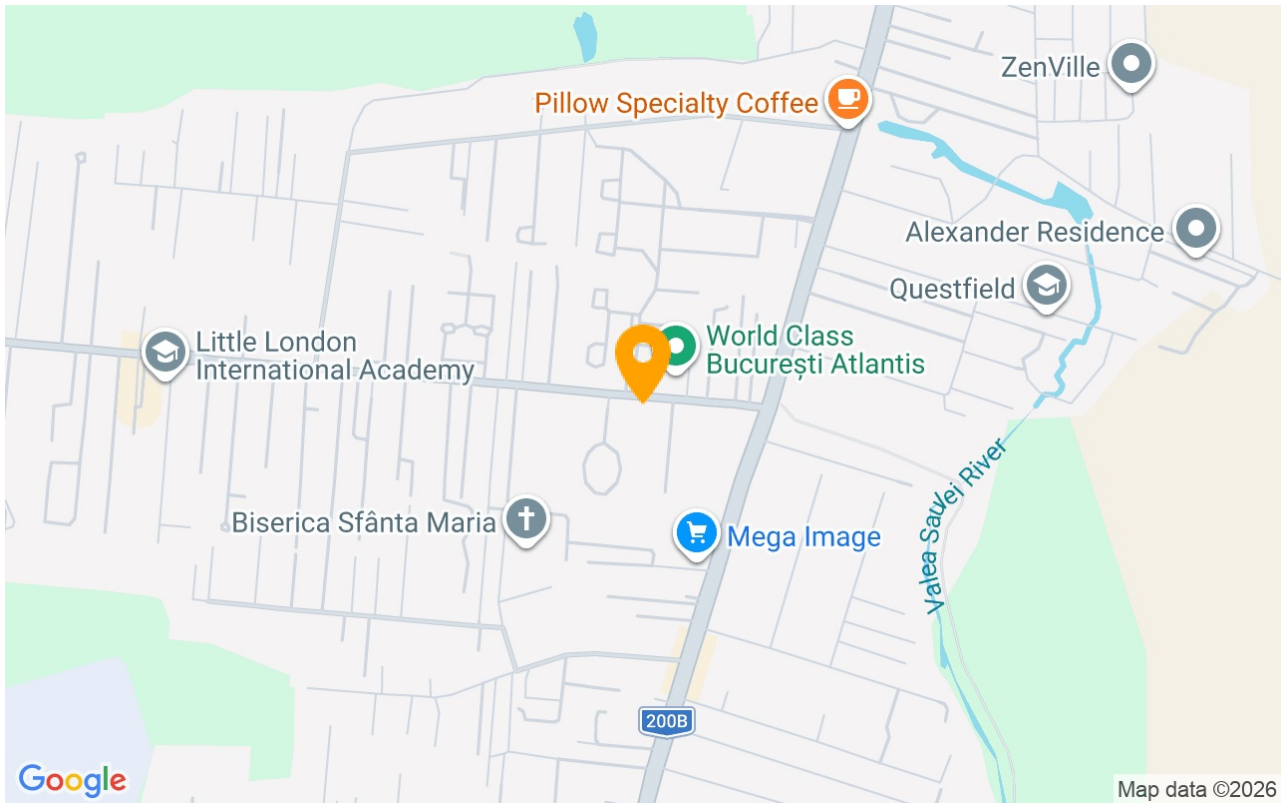 ZenVille
Pillow Specialty Coffee
Alexander Residence
Questfield
World Class
București Atlantis
Little London
International Academy
Valea Saulei River
Biserica Sfânta Maria
Mega Image
200B
Google
Map data ©2026